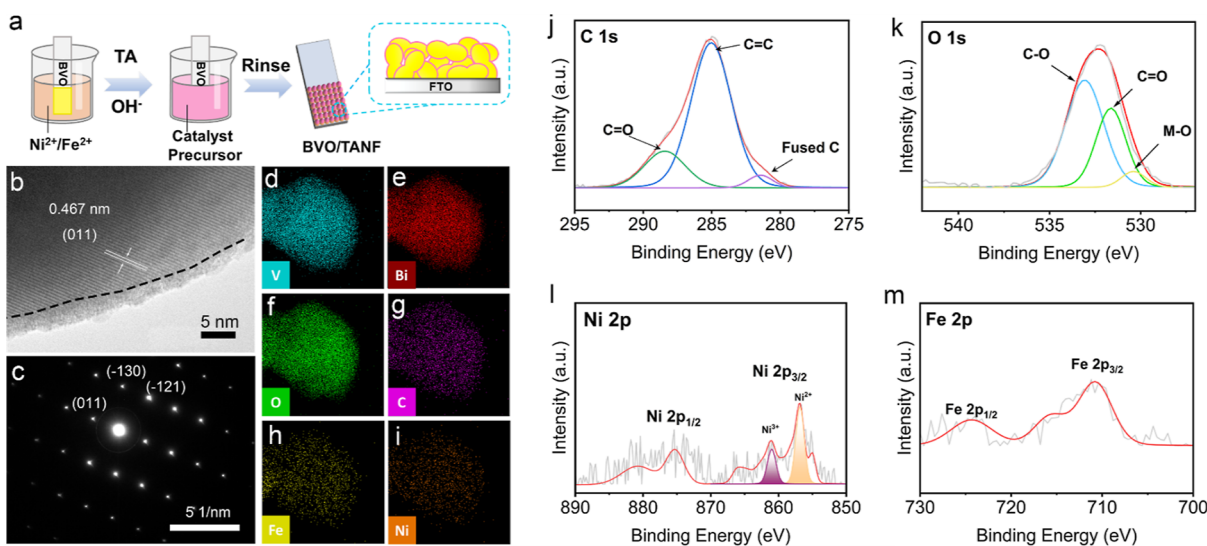 a
BVO
TA
OH-
BVO
Rinse
FTO
Ni²⁺/Fe²⁺
Catalyst
Precursor
BVO/TANF
b
0.467 nm
(011)
5 nm
c
(-130)
(-121)
(011)
5 1/nm
d
V
e
Bi
f
O
g
C
h
Fe
i
Ni
j
C 1s
C=C
C=O
Fused C
Intensity (a.u.)
295 290 285 280 275
Binding Energy (eV)
k
O 1s
C-O
C=O
M-O
Intensity (a.u.)
540 535 530
Binding Energy (eV)
l
Ni 2p
Ni 2p3/2
Ni²⁺
Ni 2p1/2
Ni³⁺
Intensity (a.u.)
890 880 870 860 850
Binding Energy (eV)
m
Fe 2p
Fe 2p3/2
Fe 2p1/2
Intensity (a.u.)
730 720 710 700
Binding Energy (eV)